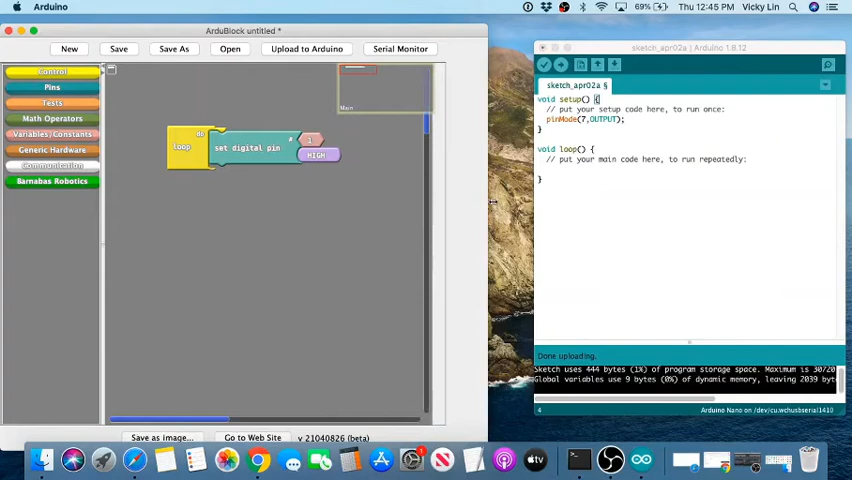 Arduino
69%
Thu 12:45 PM
Vicky Lin
ArduBlock untitled *
New
Save
Save As
Open
Upload to Arduino
Serial Monitor
Control
Pins
Tests
Math Operators
Variables/Constants
Generic Hardware
Communication
Barnabas Robotics
Main
loop
do
set digital pin
#
1
HIGH
Save as image...
Go to Web Site
v 21040826 (beta)
sketch_apr02a | Arduino 1.8.12
sketch_apr02a §
void setup() {
// put your setup code here, to run once:
pinMode(7,OUTPUT);
}
void loop() {
// put your main code here, to run repeatedly:
}
Done uploading.
Sketch uses 444 bytes (1%) of program storage space. Maximum is 30720
Global variables use 9 bytes (0%) of dynamic memory, leaving 2039 byt
4
Arduino Nano on /dev/cu.wchusbserial1410